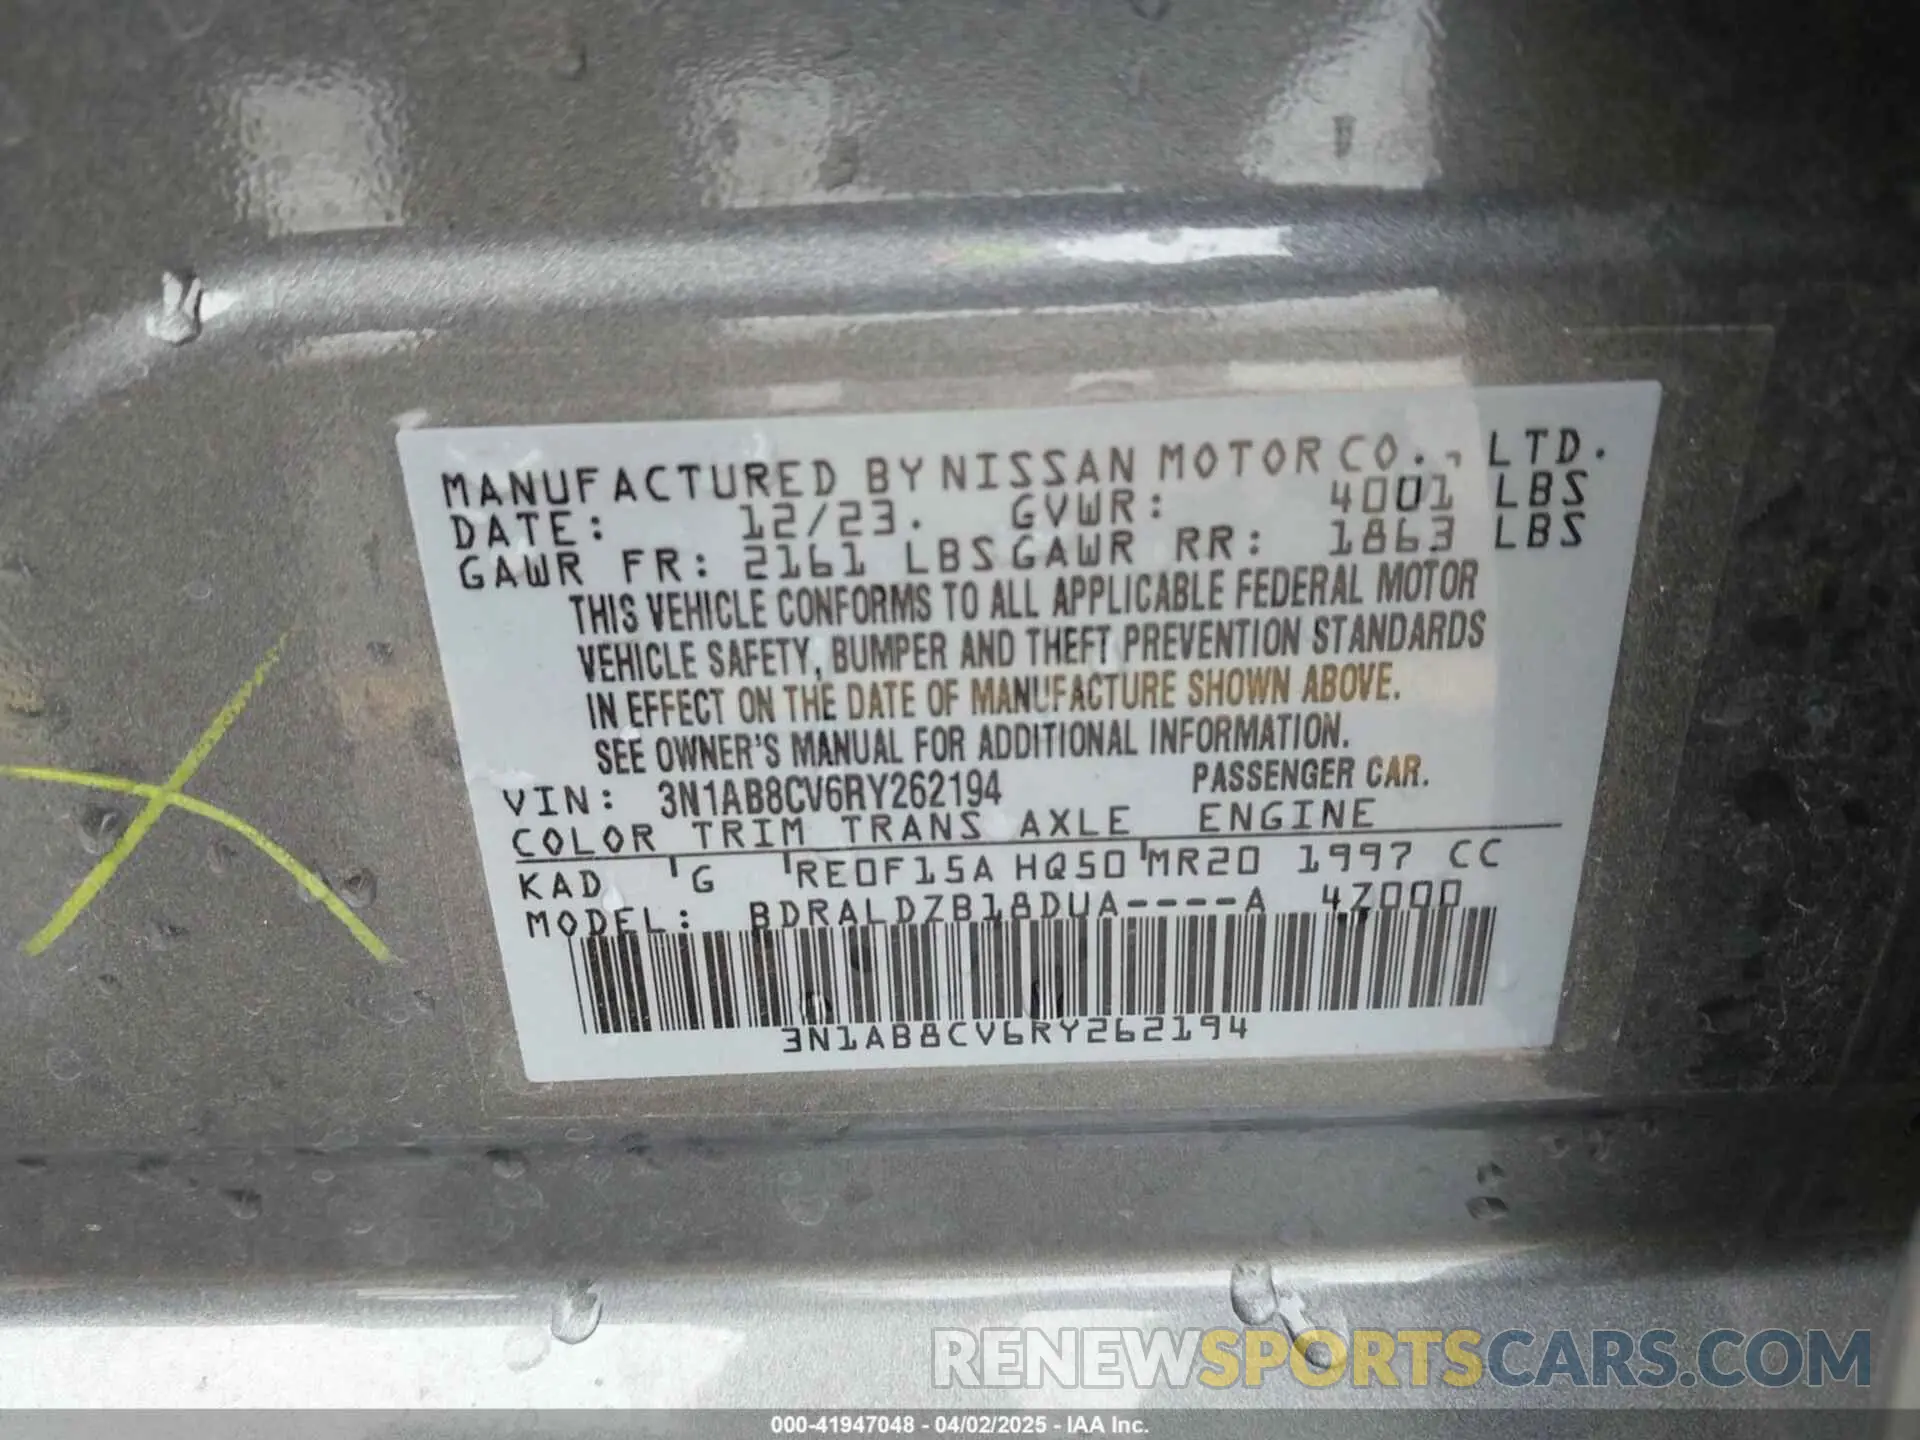 MANUFACTURED BY NISSAN MOTOR CO., LTD.
DATE: 12/23. GVWR: 4001 LBS
GAWR FR: 2161 LBS GAWR RR: 1863 LBS
THIS VEHICLE CONFORMS TO ALL APPLICABLE FEDERAL MOTOR
VEHICLE SAFETY, BUMPER AND THEFT PREVENTION STANDARDS
IN EFFECT ON THE DATE OF MANUFACTURE SHOWN ABOVE.
SEE OWNER'S MANUAL FOR ADDITIONAL INFORMATION.
VIN: 3N1AB8CV6RY262194 PASSENGER CAR.
COLOR TRIM TRANS AXLE ENGINE
KAD ' G ' RE0F15A HQ50 ' MR20 1997 CC
MODEL: BDRALDZB18DUA----A 4Z000
3N1AB8CV6RY262194
RENEWSPORTSCARS.COM
000-41947048 - 04/02/2025 - IAA Inc.